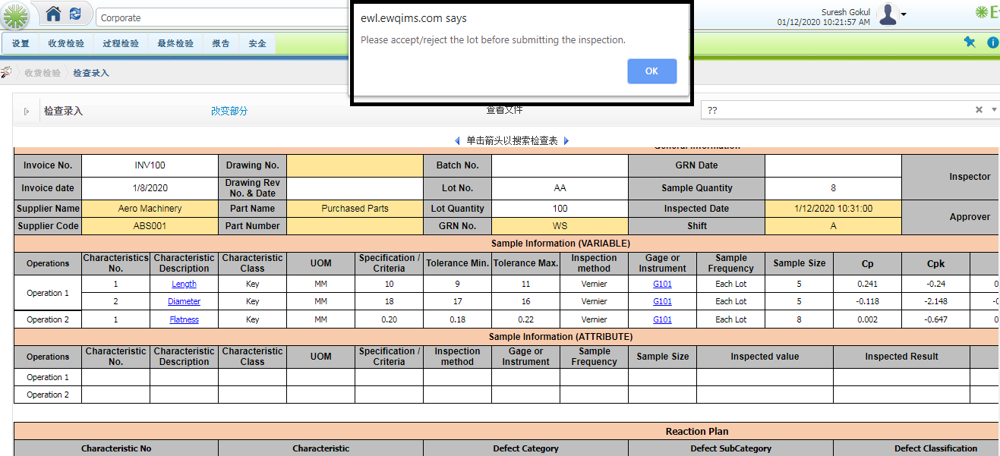 Corporate
ewl.ewqims.com says
Please accept/reject the lot before submitting the inspection.
OK
Suresh Gokul
01/12/2020 10:21:57 AM
设置 收货检验 过程检验 最终检验 报告 安全
收货检验 检查录入
检查录入 改变部分 查看文件 ??
单击箭头以搜索检查表
General Information
Invoice No. INV100 Drawing No. Batch No. GRN Date
Inspector
Invoice date 1/8/2020 Drawing Rev No. & Date Lot No. AA Sample Quantity 8
Supplier Name Aero Machinery Part Name Purchased Parts Lot Quantity 100 Inspected Date 1/12/2020 10:31:00
Approver
Supplier Code ABS001 Part Number GRN No. WS Shift A
Sample Information (VARIABLE)
Operations Characteristics No. Characteristic Description Characteristic Class UOM Specification / Criteria Tolerance Min. Tolerance Max. Inspection method Gage or Instrument Sample Frequency Sample Size Cp Cpk
Operation 1 1 Length Key MM 10 9 11 Vernier G101 Each Lot 5 0.241 -0.24
2 Diameter Key MM 18 17 16 Vernier G101 Each Lot 5 -0.118 -2.148
Operation 2 1 Flatness Key MM 0.20 0.18 0.22 Vernier G101 Each Lot 8 0.002 -0.647
Sample Information (ATTRIBUTE)
Operations Characteristic No. Characteristic Description Characteristic Class UOM Specification / Criteria Inspection method Gage or Instrument Sample Frequency Sample Size Inspected value Inspected Result
Operation 1
Operation 2
Reaction Plan
Characteristic No Characteristic Defect Category Defect SubCategory Defect Classification